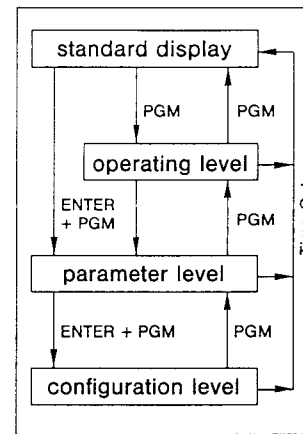 standard display
PGM
PGM
operating level
ENTER
+ PGM
PGM
parameter level
ENTER + PGM
PGM
configuration level